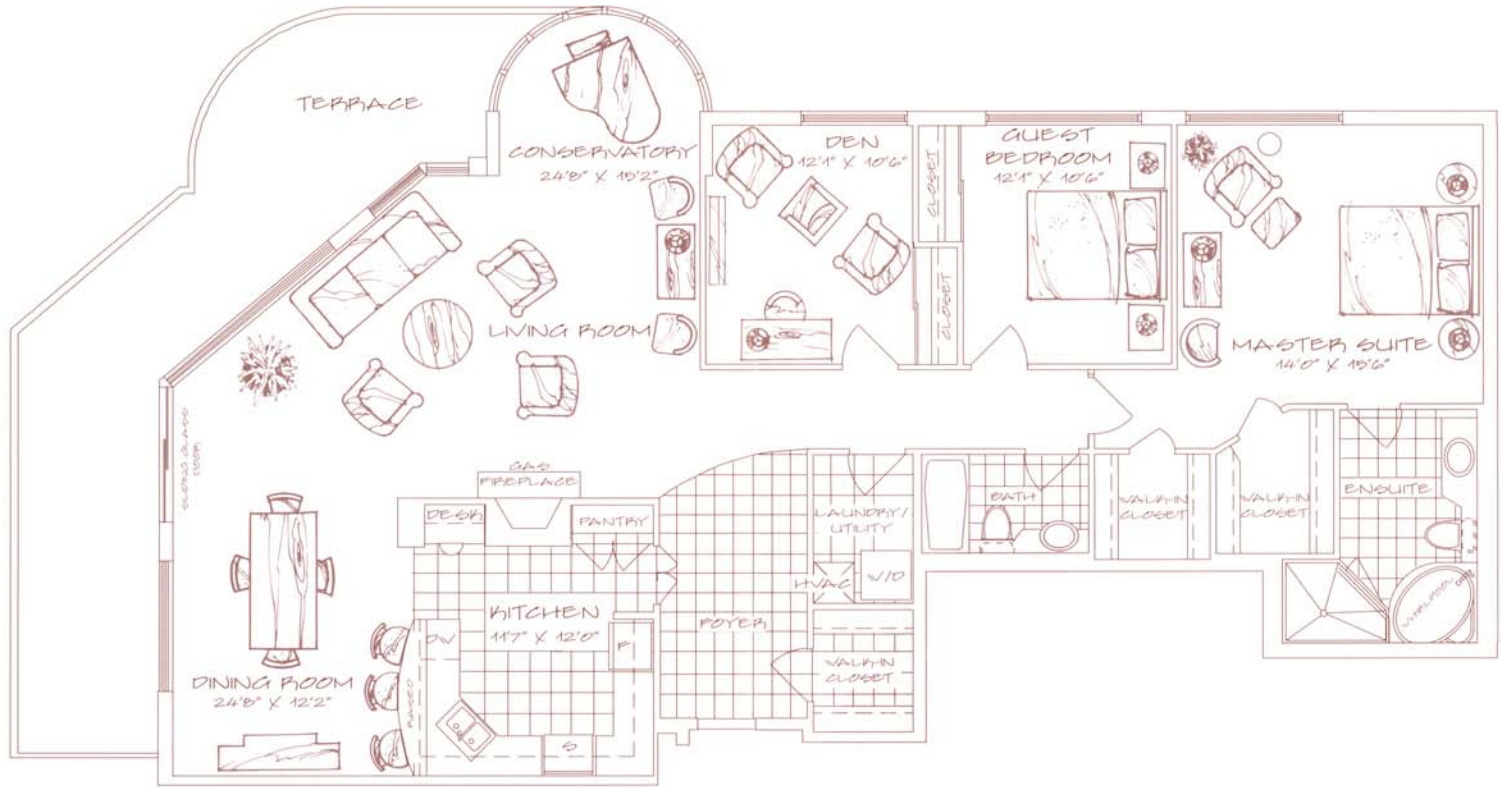 TERRACE
CONSERVATORY
24'8" X 15'2"
DEN
12'1" X 10'6"
CLOSET
CLOSET
GUEST
BEDROOM
12'1" X 10'6"
LIVING ROOM
MASTER SUITE
14'0" X 15'6"
SLIDING GLASS
DOOR
GAS
FIREPLACE
DESK
PANTRY
LAUNDRY/
UTILITY
HVAC
W/D
BATH
WALK-IN
CLOSET
WALK-IN
CLOSET
ENSUITE
WHIRLPOOL
KITCHEN
11'7" X 12'0"
DW
F
RAISED
S
FOYER
WALK-IN
CLOSET
DINING ROOM
24'8" X 12'2"